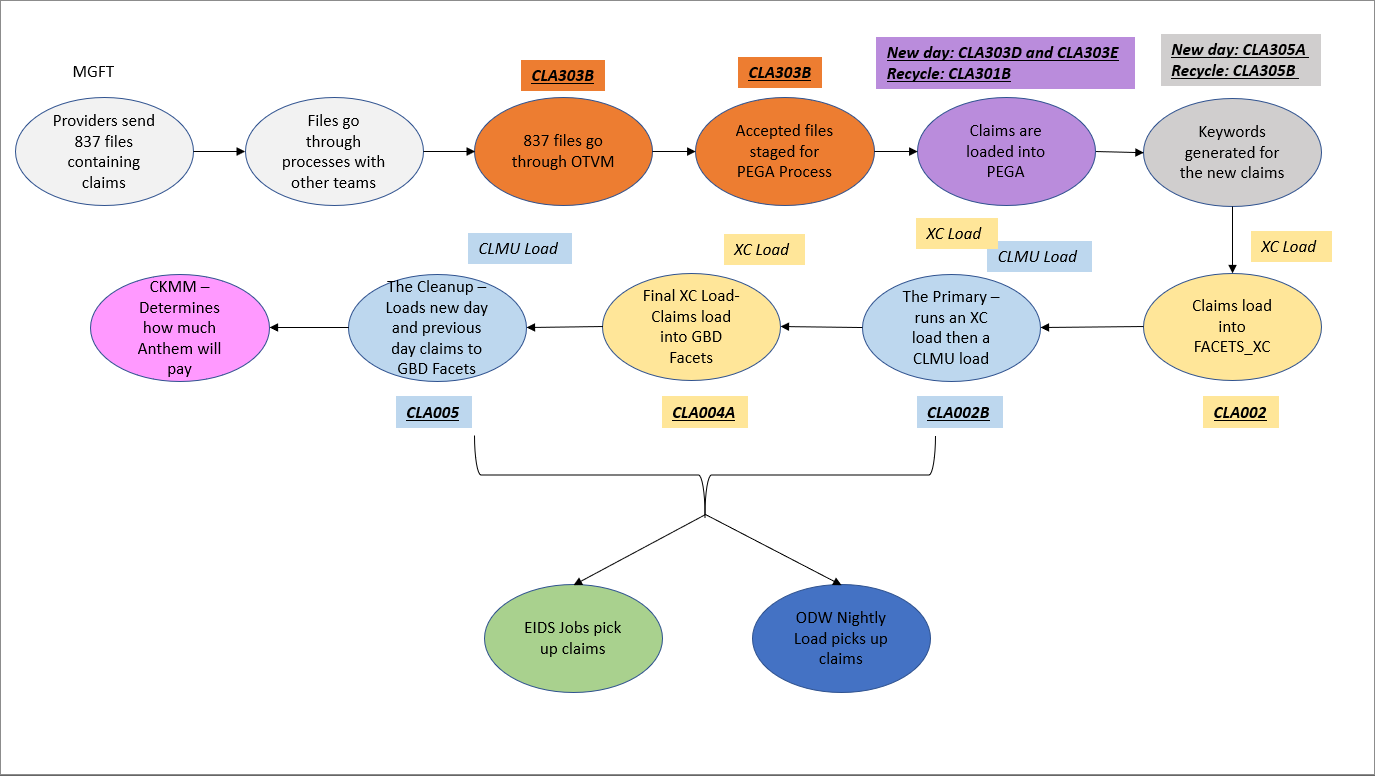 MGFT
CLA303B
CLA303B
New day: CLA303D and CLA303E
Recycle: CLA301B
New day: CLA305A
Recycle: CLA305B
Providers send
837 files
containing
claims
Files go
through
processes with
other teams
837 files go
through OTVM
Accepted files
staged for
PEGA Process
Claims are
loaded into
PEGA
Keywords
generated for
the new claims
CLMU Load
XC Load
XC Load
CLMU Load
XC Load
CKMM –
Determines
how much
Anthem will
pay
The Cleanup –
Loads new day
and previous
day claims to
GBD Facets
Final XC Load-
Claims load
into GBD
Facets
The Primary –
runs an XC
load then a
CLMU load
Claims load
into
FACETS_XC
CLA005
CLA004A
CLA002B
CLA002
EIDS Jobs pick
up claims
ODW Nightly
Load picks up
claims